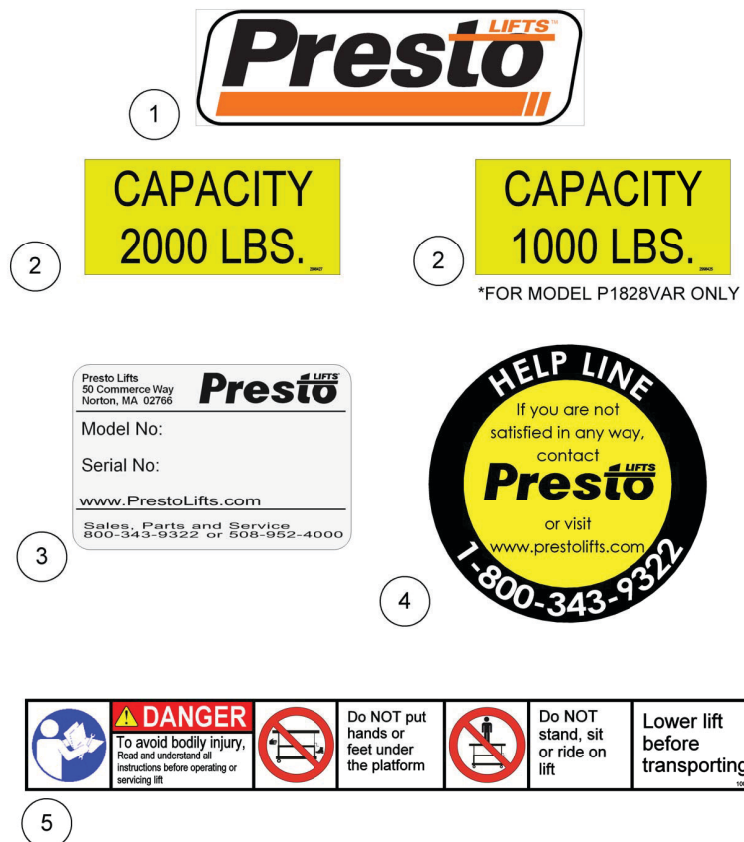 LIFTS™
Presto
1
CAPACITY
2000 LBS.
2
CAPACITY
1000 LBS.
2
*FOR MODEL P1828VAR ONLY
Presto Lifts
50 Commerce Way
Norton, MA 02766
LIFTS
Presto
Model No:
Serial No:
www.PrestoLifts.com
Sales, Parts and Service
800-343-9322 or 508-952-4000
3
HELP LINE
If you are not
satisfied in any way,
contact
LIFTS
Presto
or visit
www.prestolifts.com
1-800-343-9322
4
DANGER
To avoid bodily injury,
Read and understand all
instructions before operating or
servicing lift
Do NOT put
hands or
feet under
the platform
Do NOT
stand, sit
or ride on
lift
Lower lift
before
transporting
5